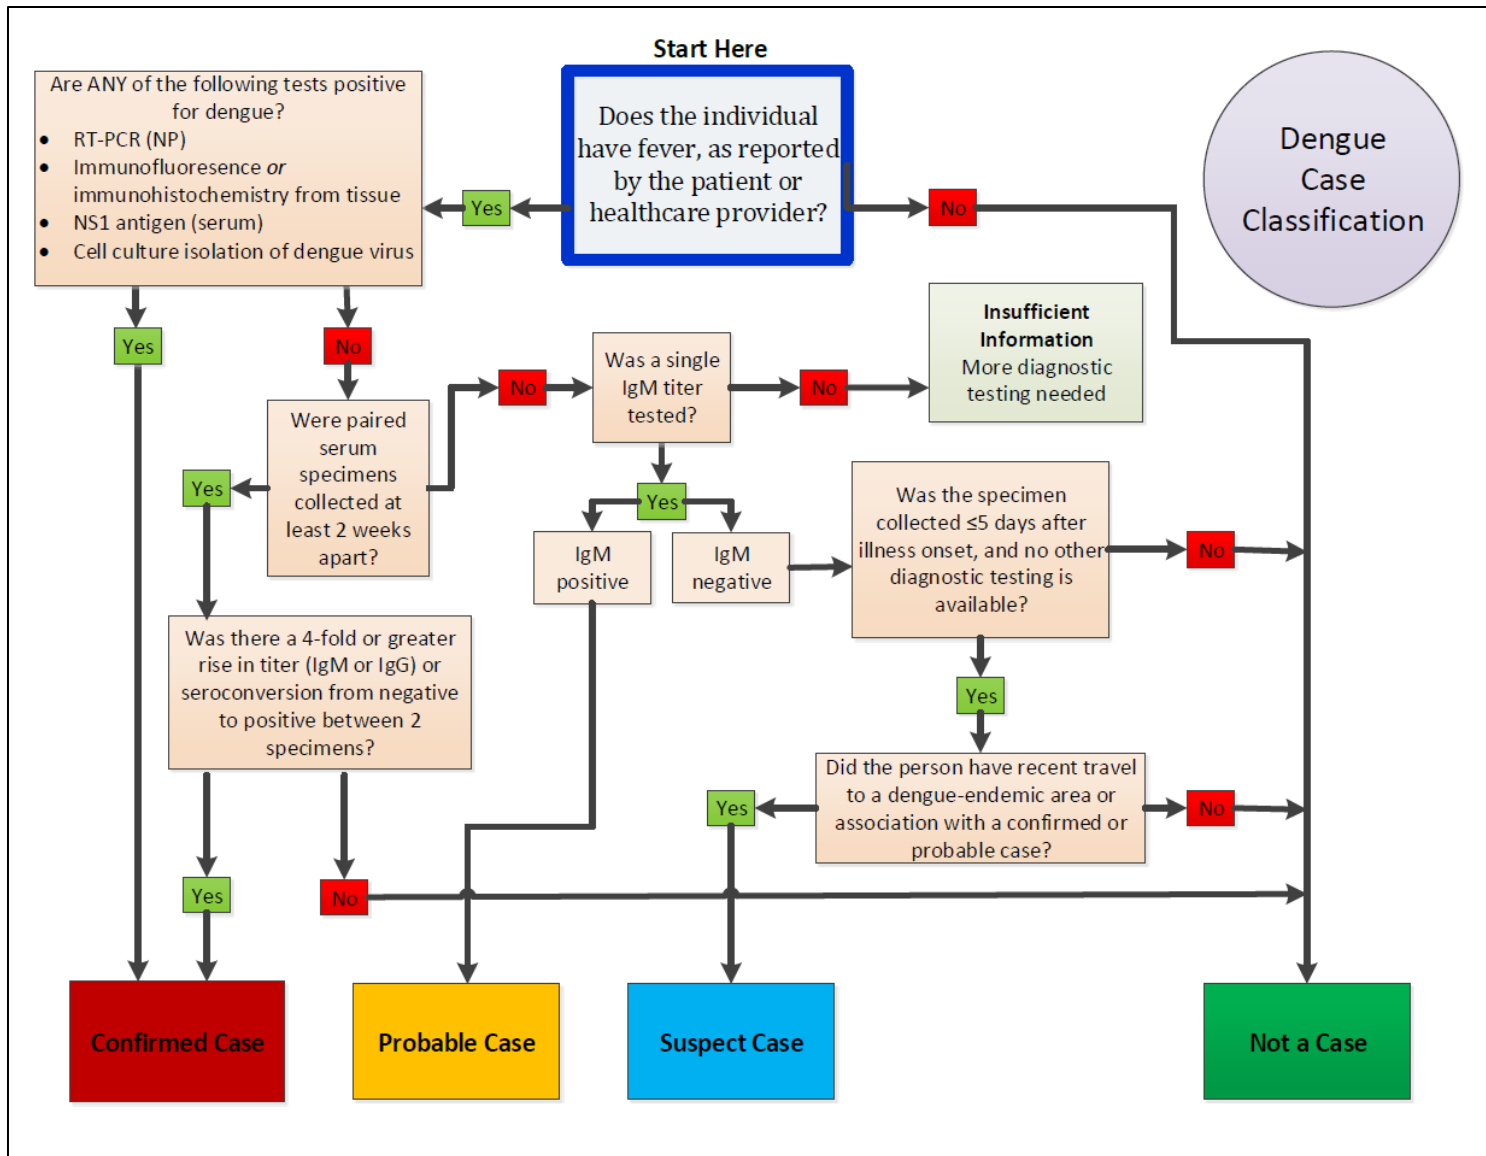 Start Here
Does the individual
have fever, as reported
by the patient or
healthcare provider?
Dengue
Case
Classification
Are ANY of the following tests positive
for dengue?
• RT-PCR (NP)
• Immunofluoresence or
immunohistochemistry from tissue
• NS1 antigen (serum)
• Cell culture isolation of dengue virus
Yes
No
Yes
No
Were paired
serum
specimens
collected at
least 2 weeks
apart?
Yes
No
Was a single
IgM titer
tested?
No
Insufficient
Information
More diagnostic
testing needed
Yes
IgM
positive
IgM
negative
Was the specimen
collected ≤5 days after
illness onset, and no other
diagnostic testing is
available?
No
Yes
Was there a 4-fold or greater
rise in titer (IgM or IgG) or
seroconversion from negative
to positive between 2
specimens?
Did the person have recent travel
to a dengue-endemic area or
association with a confirmed or
probable case?
Yes
No
Yes
No
Confirmed Case
Probable Case
Suspect Case
Not a Case